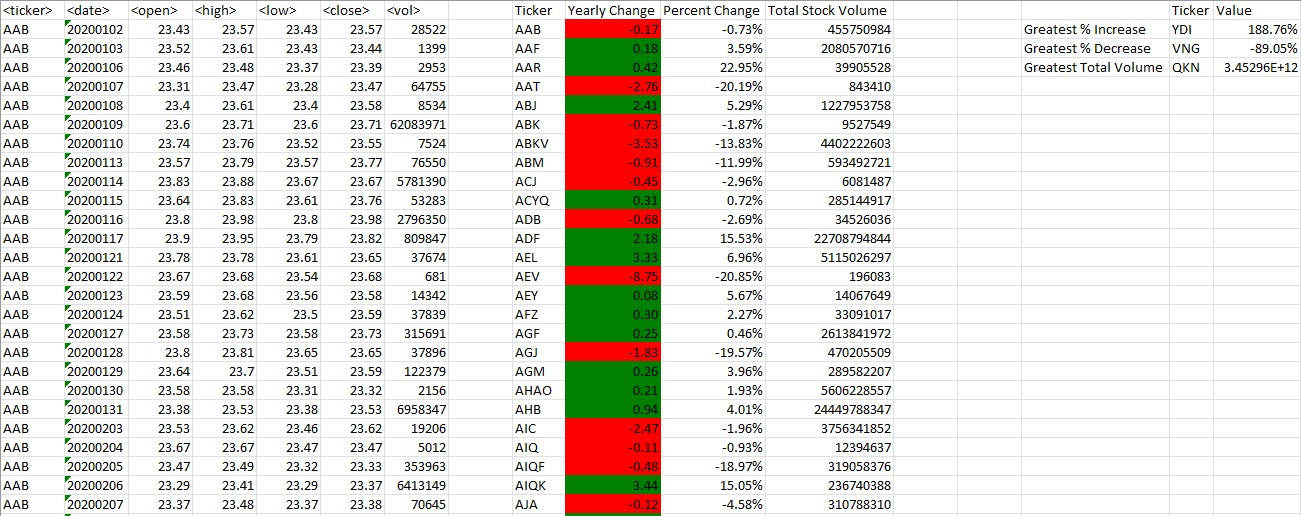 <ticker> <date> <open> <high> <low> <close> <vol> Ticker Yearly Change Percent Change Total Stock Volume Ticker Value
AAB 20200102 23.43 23.57 23.43 23.57 28522 AAB -0.17 -0.73% 455750984 Greatest % Increase YDI 188.76%
AAB 20200103 23.52 23.61 23.43 23.44 1399 AAF 0.18 3.59% 2080570716 Greatest % Decrease VNG -89.05%
AAB 20200106 23.46 23.48 23.37 23.39 2953 AAR 0.42 22.95% 39905528 Greatest Total Volume QKN 3.45296E+12
AAB 20200107 23.31 23.47 23.28 23.47 64755 AAT -2.76 -20.19% 843410
AAB 20200108 23.4 23.61 23.4 23.58 8534 ABJ 2.41 5.29% 1227953758
AAB 20200109 23.6 23.71 23.6 23.71 62083971 ABK -0.73 -1.87% 9527549
AAB 20200110 23.74 23.76 23.52 23.55 7524 ABKV -3.53 -13.83% 4402222603
AAB 20200113 23.57 23.79 23.57 23.77 76550 ABM -0.91 -11.99% 593492721
AAB 20200114 23.83 23.88 23.67 23.67 5781390 ACJ -0.45 -2.96% 6081487
AAB 20200115 23.64 23.83 23.61 23.76 53283 ACYQ 0.31 0.72% 285144917
AAB 20200116 23.8 23.98 23.8 23.98 2796350 ADB -0.68 -2.69% 34526036
AAB 20200117 23.9 23.95 23.79 23.82 809847 ADF 2.18 15.53% 22708794844
AAB 20200121 23.78 23.78 23.61 23.65 37674 AEL 3.33 6.96% 5115026297
AAB 20200122 23.67 23.68 23.54 23.68 681 AEV -8.75 -20.85% 196083
AAB 20200123 23.59 23.68 23.56 23.58 14342 AEY 0.08 5.67% 14067649
AAB 20200124 23.51 23.62 23.5 23.59 37839 AFZ 0.30 2.27% 33091017
AAB 20200127 23.58 23.73 23.58 23.73 315691 AGF 0.25 0.46% 2613841972
AAB 20200128 23.8 23.81 23.65 23.65 37896 AGJ -1.83 -19.57% 470205509
AAB 20200129 23.64 23.7 23.51 23.59 122379 AGM 0.26 3.96% 289582207
AAB 20200130 23.58 23.58 23.31 23.32 2156 AHAO 0.21 1.93% 5606228557
AAB 20200131 23.38 23.53 23.38 23.53 6958347 AHB 0.94 4.01% 24449788347
AAB 20200203 23.53 23.62 23.46 23.62 19206 AIC -2.47 -1.96% 3756341852
AAB 20200204 23.67 23.67 23.47 23.47 5012 AIQ -0.11 -0.93% 12394637
AAB 20200205 23.47 23.49 23.32 23.33 353963 AIQF -0.48 -18.97% 319058376
AAB 20200206 23.29 23.41 23.29 23.37 6413149 AIQK 3.44 15.05% 236740388
AAB 20200207 23.37 23.48 23.37 23.38 70645 AJA -0.12 -4.58% 310788310